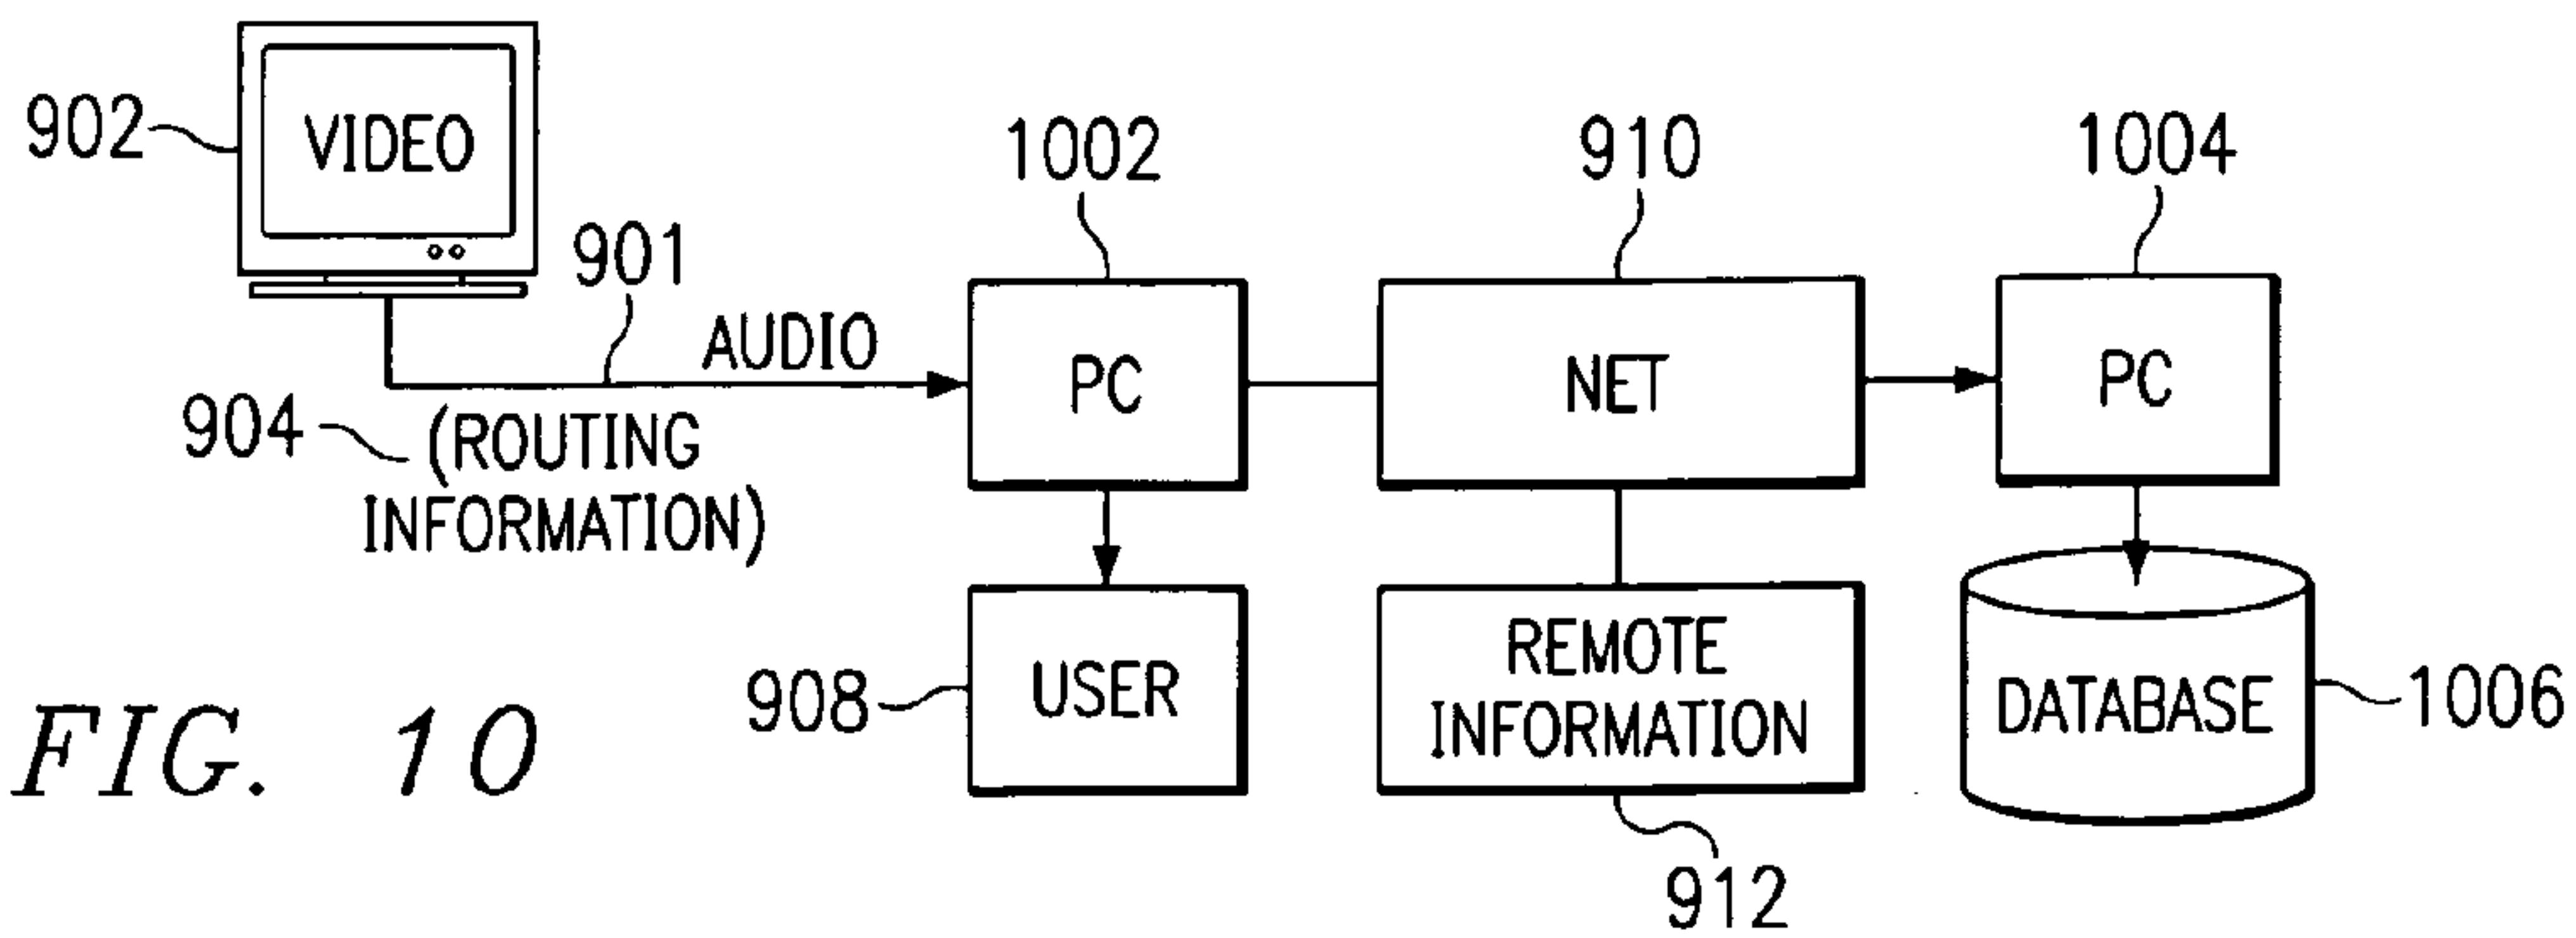 902
VIDEO
901
AUDIO
904
(ROUTING
INFORMATION)
1002
PC
910
NET
1004
PC
908
USER
REMOTE
INFORMATION
912
DATABASE
1006
FIG. 10